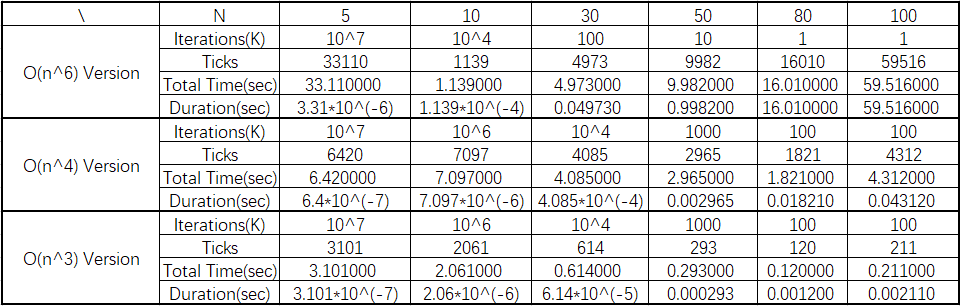 \ N 5 10 30 50 80 100
O(n^6) Version Iterations(K) 10^7 10^4 100 10 1 1
Ticks 33110 1139 4973 9982 16010 59516
Total Time(sec) 33.110000 1.139000 4.973000 9.982000 16.010000 59.516000
Duration(sec) 3.31*10^(-6) 1.139*10^(-4) 0.049730 0.998200 16.010000 59.516000
O(n^4) Version Iterations(K) 10^7 10^6 10^4 1000 100 100
Ticks 6420 7097 4085 2965 1821 4312
Total Time(sec) 6.420000 7.097000 4.085000 2.965000 1.821000 4.312000
Duration(sec) 6.4*10^(-7) 7.097*10^(-6) 4.085*10^(-4) 0.002965 0.018210 0.043120
O(n^3) Version Iterations(K) 10^7 10^6 10^4 1000 100 100
Ticks 3101 2061 614 293 120 211
Total Time(sec) 3.101000 2.061000 0.614000 0.293000 0.120000 0.211000
Duration(sec) 3.101*10^(-7) 2.06*10^(-6) 6.14*10^(-5) 0.000293 0.001200 0.002110